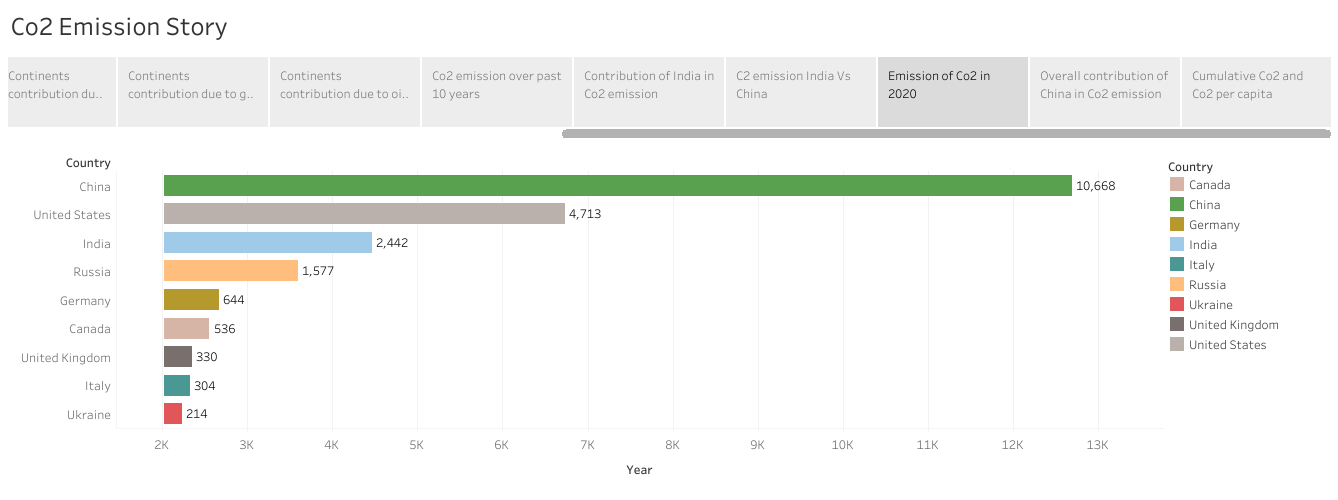 Co2 Emission Story
Continents
contribution du..
Continents
contribution due to g..
Continents
contribution due to oi..
Co2 emission over past
10 years
Contribution of India in
Co2 emission
C2 emission India Vs
China
Emission of Co2 in
2020
Overall contribution of
China in Co2 emission
Cumulative Co2 and
Co2 per capita
Country
China 10,668
United States 4,713
India 2,442
Russia 1,577
Germany 644
Canada 536
United Kingdom 330
Italy 304
Ukraine 214
2K 3K 4K 5K 6K 7K 8K 9K 10K 11K 12K 13K
Year
Country
Canada
China
Germany
India
Italy
Russia
Ukraine
United Kingdom
United States